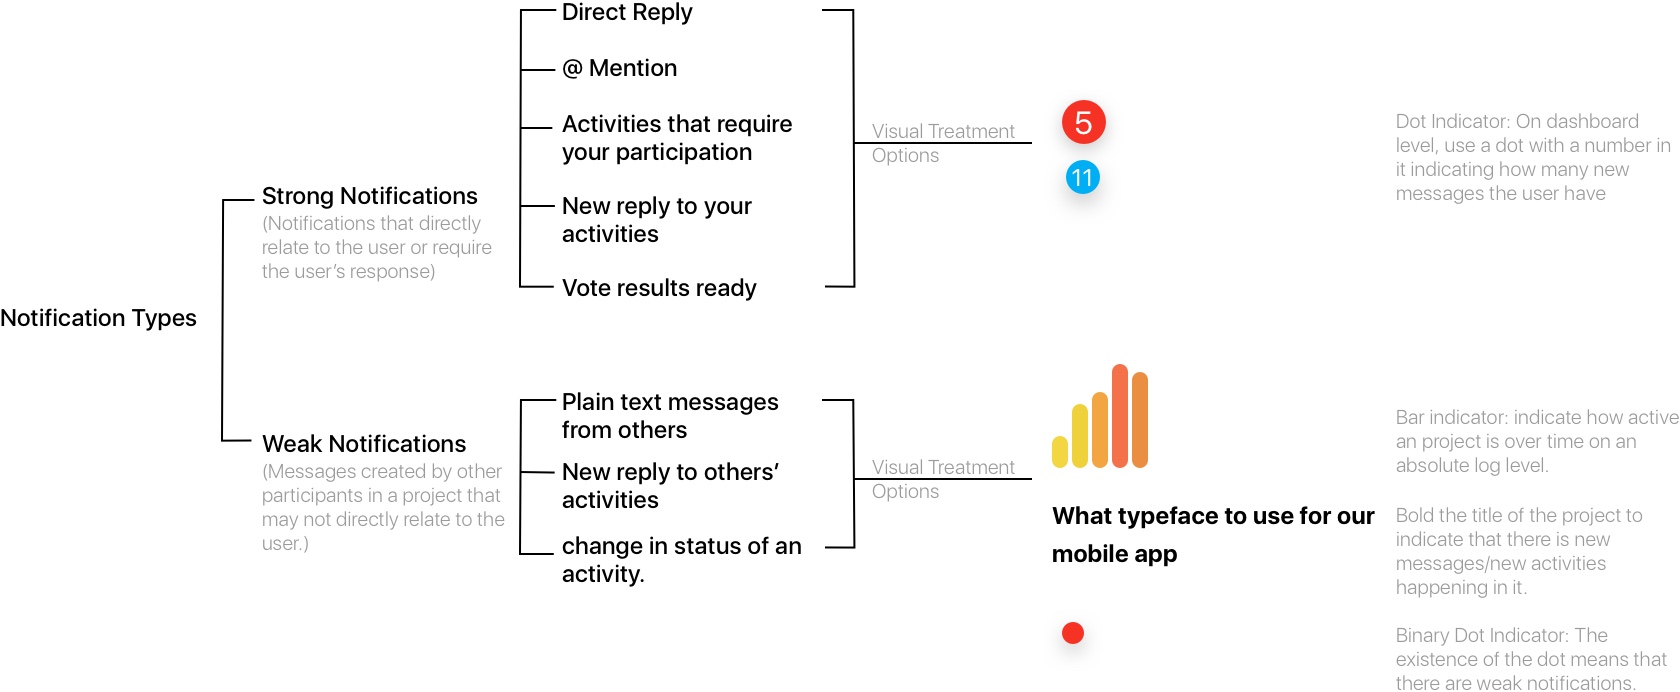 Notification Types
Strong Notifications
(Notifications that directly
relate to the user or require
the user’s response)
Direct Reply
@ Mention
Activities that require
your participation
New reply to your
activities
Vote results ready
Visual Treatment
Options
5
11
Dot Indicator: On dashboard
level, use a dot with a number in
it indicating how many new
messages the user have
Weak Notifications
(Messages created by other
participants in a project that
may not directly relate to the
user.)
Plain text messages
from others
New reply to others‘
activities
change in status of an
activity.
Visual Treatment
Options
Bar indicator: indicate how active
an project is over time on an
absolute log level.
What typeface to use for our
mobile app
Bold the title of the project to
indicate that there is new
messages/new activities
happening in it.
Binary Dot Indicator: The
existence of the dot means that
there are weak notifications.